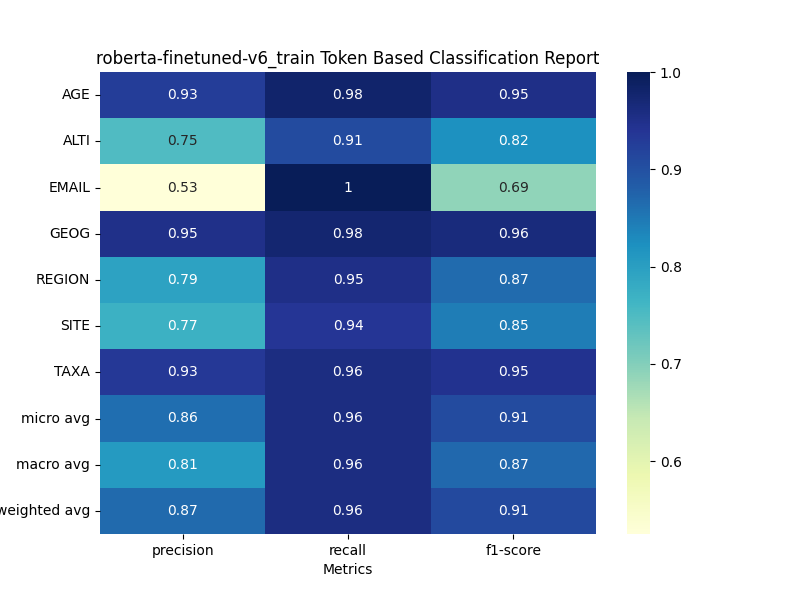 roberta-finetuned-v6_train Token Based Classification Report
AGE 0.93 0.98 0.95
ALTI 0.75 0.91 0.82
EMAIL 0.53 1 0.69
GEOG 0.95 0.98 0.96
REGION 0.79 0.95 0.87
SITE 0.77 0.94 0.85
TAXA 0.93 0.96 0.95
micro avg 0.86 0.96 0.91
macro avg 0.81 0.96 0.87
weighted avg 0.87 0.96 0.91
precision recall f1-score
Metrics
1.0
0.9
0.8
0.7
0.6